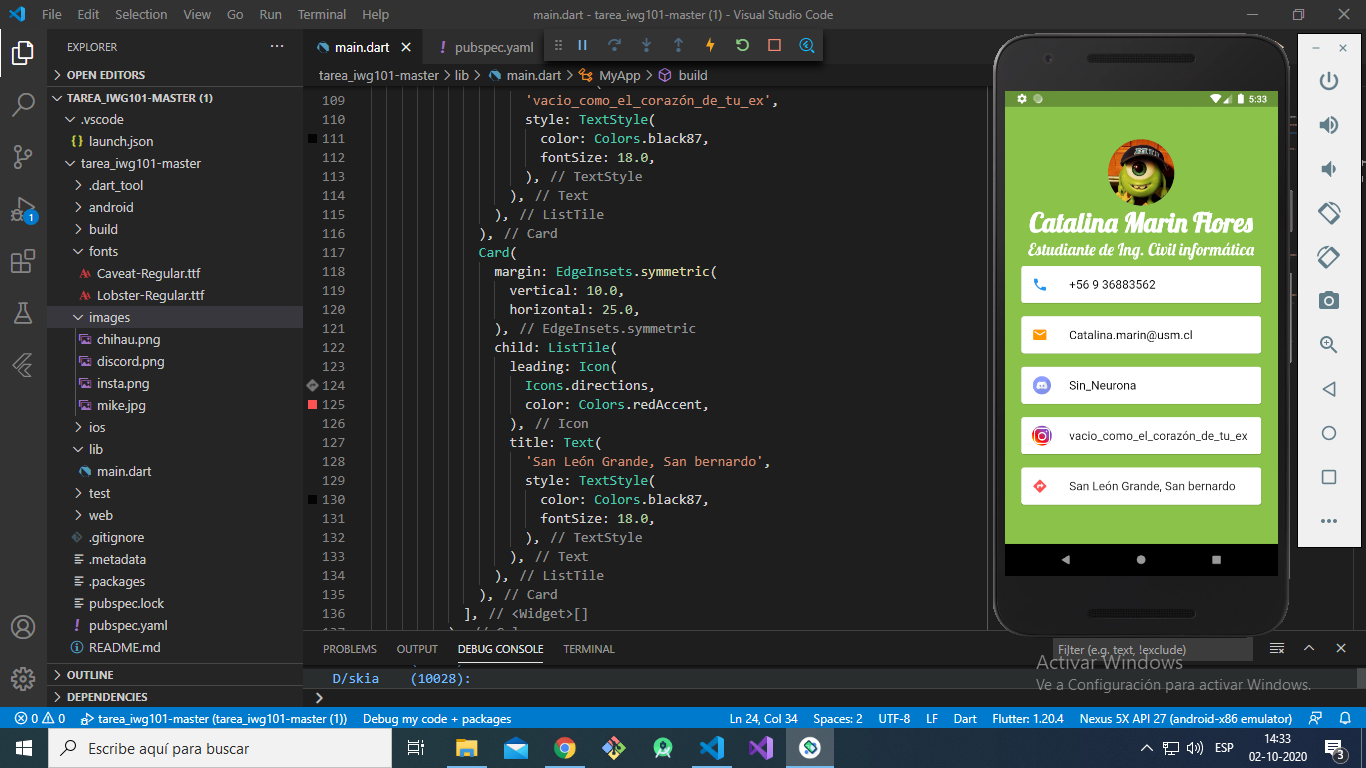 File Edit Selection View Go Run Terminal Help
main.dart - tarea_iwg101-master (1) - Visual Studio Code
EXPLORER
OPEN EDITORS
TAREA_IWG101-MASTER (1)
.vscode
launch.json
tarea_iwg101-master
.dart_tool
android
build
fonts
Caveat-Regular.ttf
Lobster-Regular.ttf
images
chihau.png
discord.png
insta.png
mike.jpg
ios
lib
main.dart
test
web
.gitignore
.metadata
.packages
pubspec.lock
pubspec.yaml
README.md
OUTLINE
DEPENDENCIES
1
main.dart
pubspec.yaml
tarea_iwg101-master > lib > main.dart > MyApp > build
109 'vacio_como_el_corazón_de_tu_ex',
110 style: TextStyle(
111 color: Colors.black87,
112 fontSize: 18.0,
113 ), // TextStyle
114 ), // Text
115 ), // ListTile
116 ), // Card
117 Card(
118 margin: EdgeInsets.symmetric(
119 vertical: 10.0,
120 horizontal: 25.0,
121 ), // EdgeInsets.symmetric
122 child: ListTile(
123 leading: Icon(
124 Icons.directions,
125 color: Colors.redAccent,
126 ), // Icon
127 title: Text(
128 'San León Grande, San bernardo',
129 style: TextStyle(
130 color: Colors.black87,
131 fontSize: 18.0,
132 ), // TextStyle
133 ), // Text
134 ), // ListTile
135 ), // Card
136 ], // <Widget>[]
5:33
Catalina Marin Flores
Estudiante de Ing. Civil informática
+56 9 36883562
Catalina.marin@usm.cl
Sin_Neurona
vacio_como_el_corazón_de_tu_ex
San León Grande, San bernardo
PROBLEMS OUTPUT DEBUG CONSOLE TERMINAL
Filter (e.g. text, !exclude)
D/skia (10028):
Activar Windows
Ve a Configuración para activar Windows.
0 0 tarea_iwg101-master (tarea_iwg101-master (1)) Debug my code + packages
Ln 24, Col 34 Spaces: 2 UTF-8 LF Dart Flutter: 1.20.4 Nexus 5X API 27 (android-x86 emulator)
Escribe aquí para buscar
ESP
14:33
02-10-2020
3